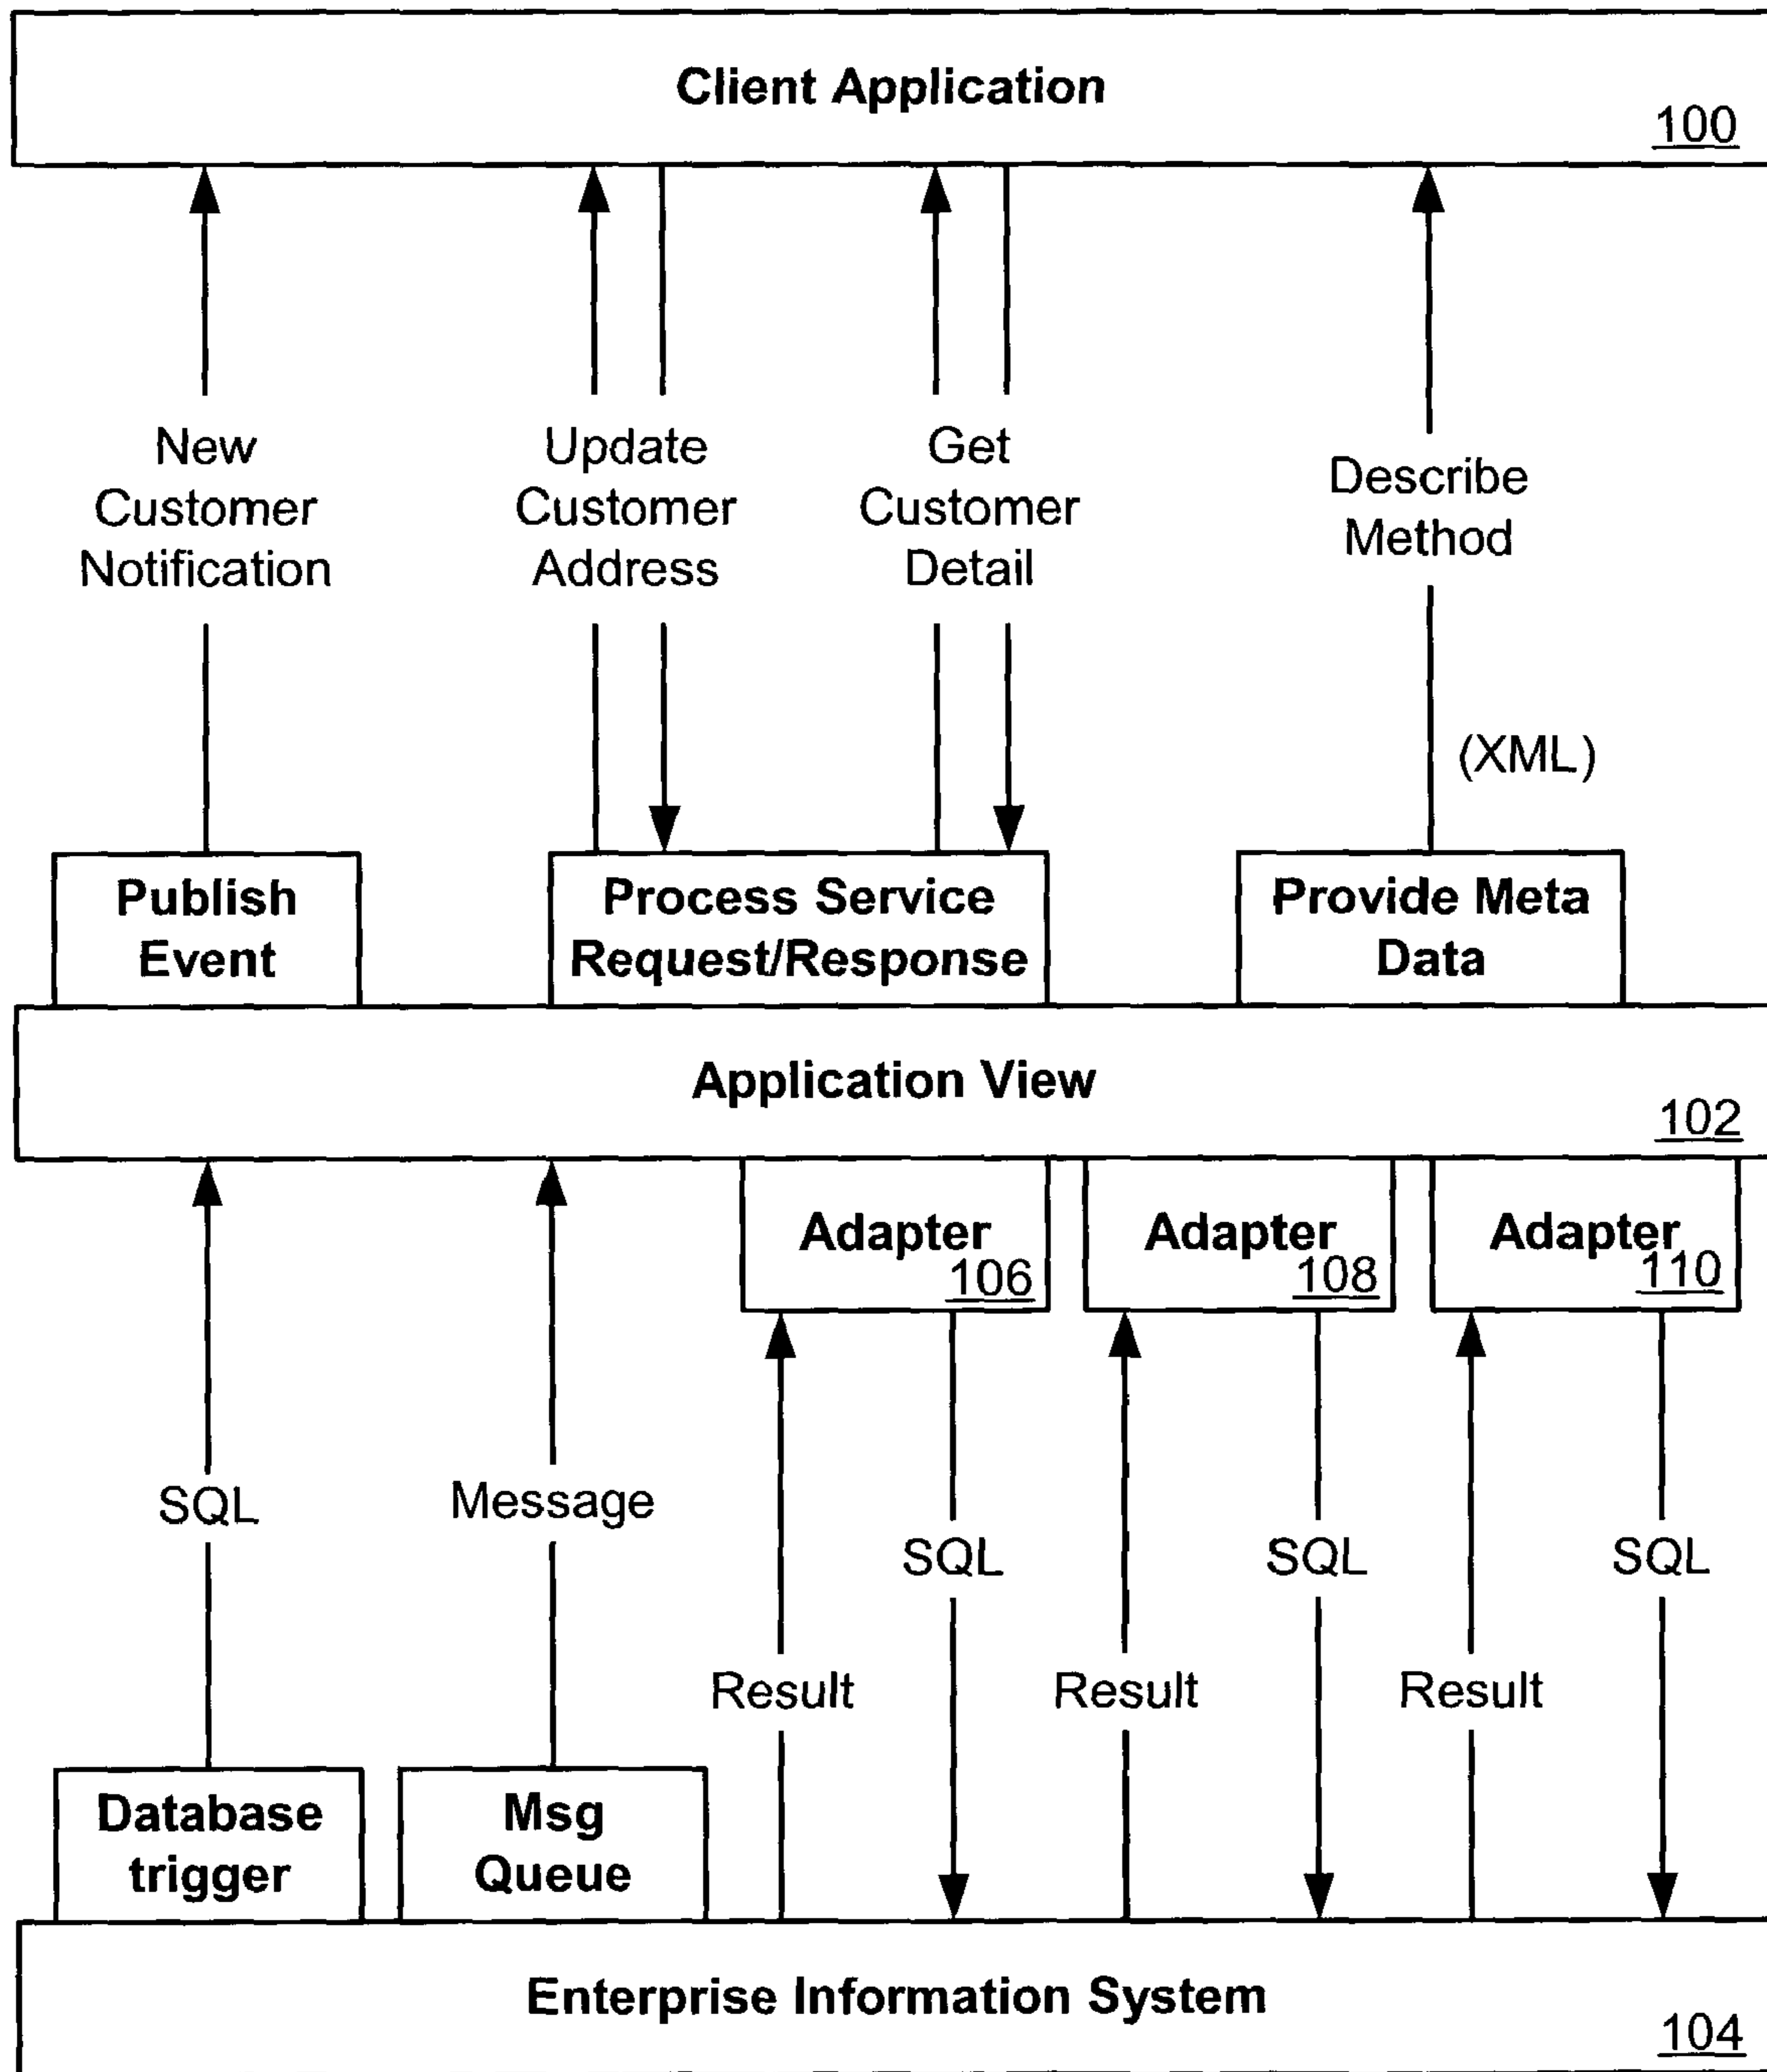 Client Application
100
New
Customer
Notification
Update
Customer
Address
Get
Customer
Detail
Describe
Method
(XML)
Publish
Event
Process Service
Request/Response
Provide Meta
Data
Application View
102
Adapter
106
Adapter
108
Adapter
110
SQL
Message
SQL
SQL
SQL
Result
Result
Result
Database
trigger
Msg
Queue
Enterprise Information System
104